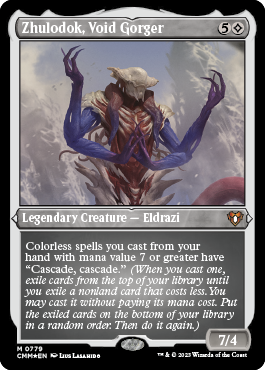 Zhulodok, Void Gorger 5
Legendary Creature — Eldrazi
Colorless spells you cast from your
hand with mana value 7 or greater have
“Cascade, cascade.” (When you cast one,
exile cards from the top of your library until
you exile a nonland card that costs less. You
may cast it without paying its mana cost. Put
the exiled cards on the bottom of your library
in a random order. Then do it again.)
7/4
M 0779
CMM★EN Lius Lasahido
™ & © 2023 Wizards of the Coast